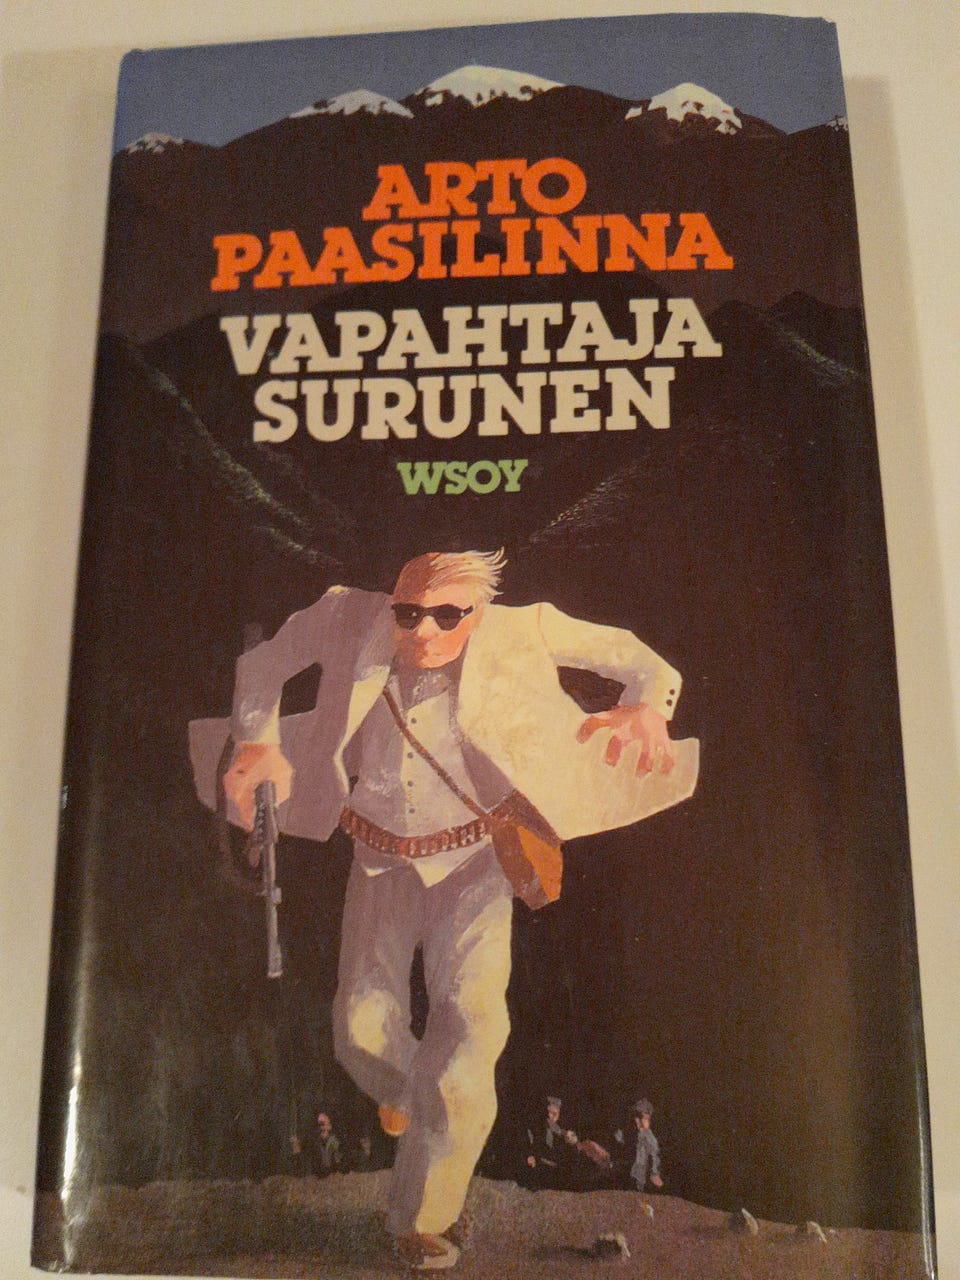 ARTO
PAASILINNA
VAPAHTAJA
SURUNEN
WSOY